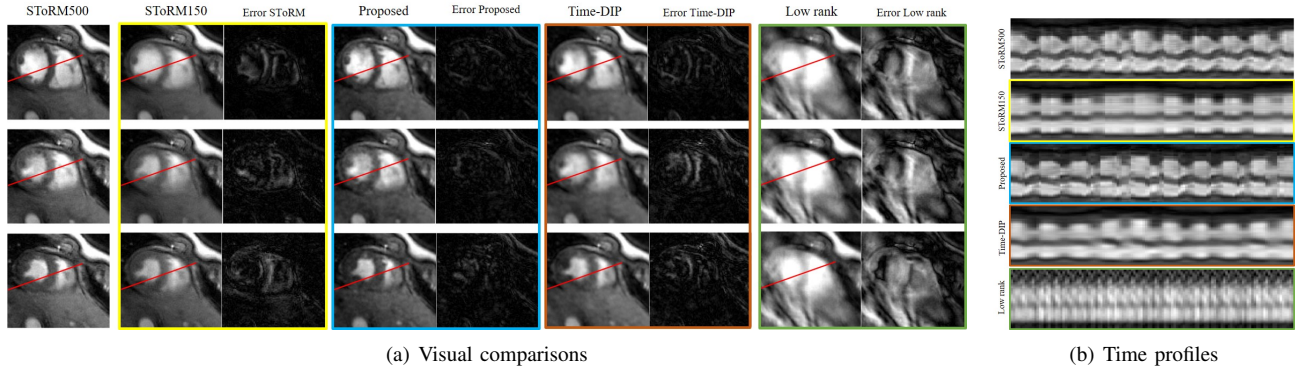 SToRM500 SToRM150 Error SToRM Proposed Error Proposed Time-DIP Error Time-DIP Low rank Error Low rank
SToRM500
SToRM150
Proposed
Time-DIP
Low rank
(a) Visual comparisons
(b) Time profiles